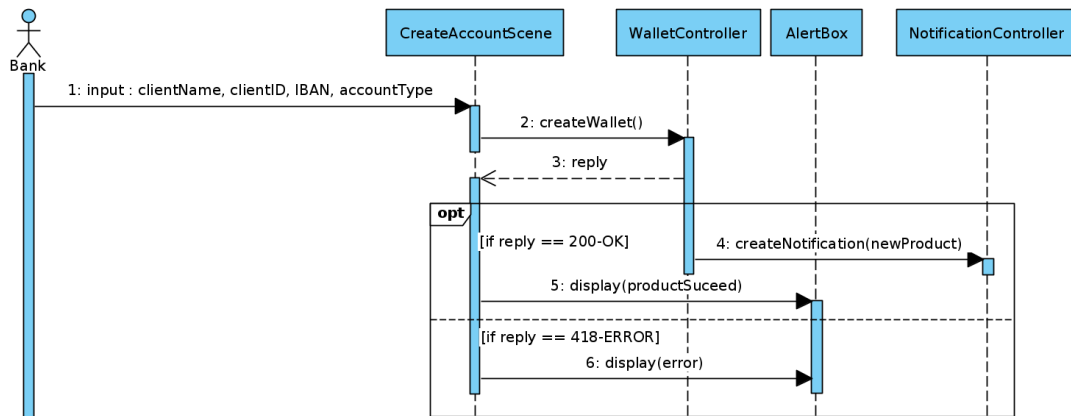 Bank
CreateAccountScene
WalletController
AlertBox
NotificationController
1: input : clientName, clientID, IBAN, accountType
2: createWallet()
3: reply
opt
[if reply == 200-OK]
4: createNotification(newProduct)
5: display(productSuceed)
[if reply == 418-ERROR]
6: display(error)